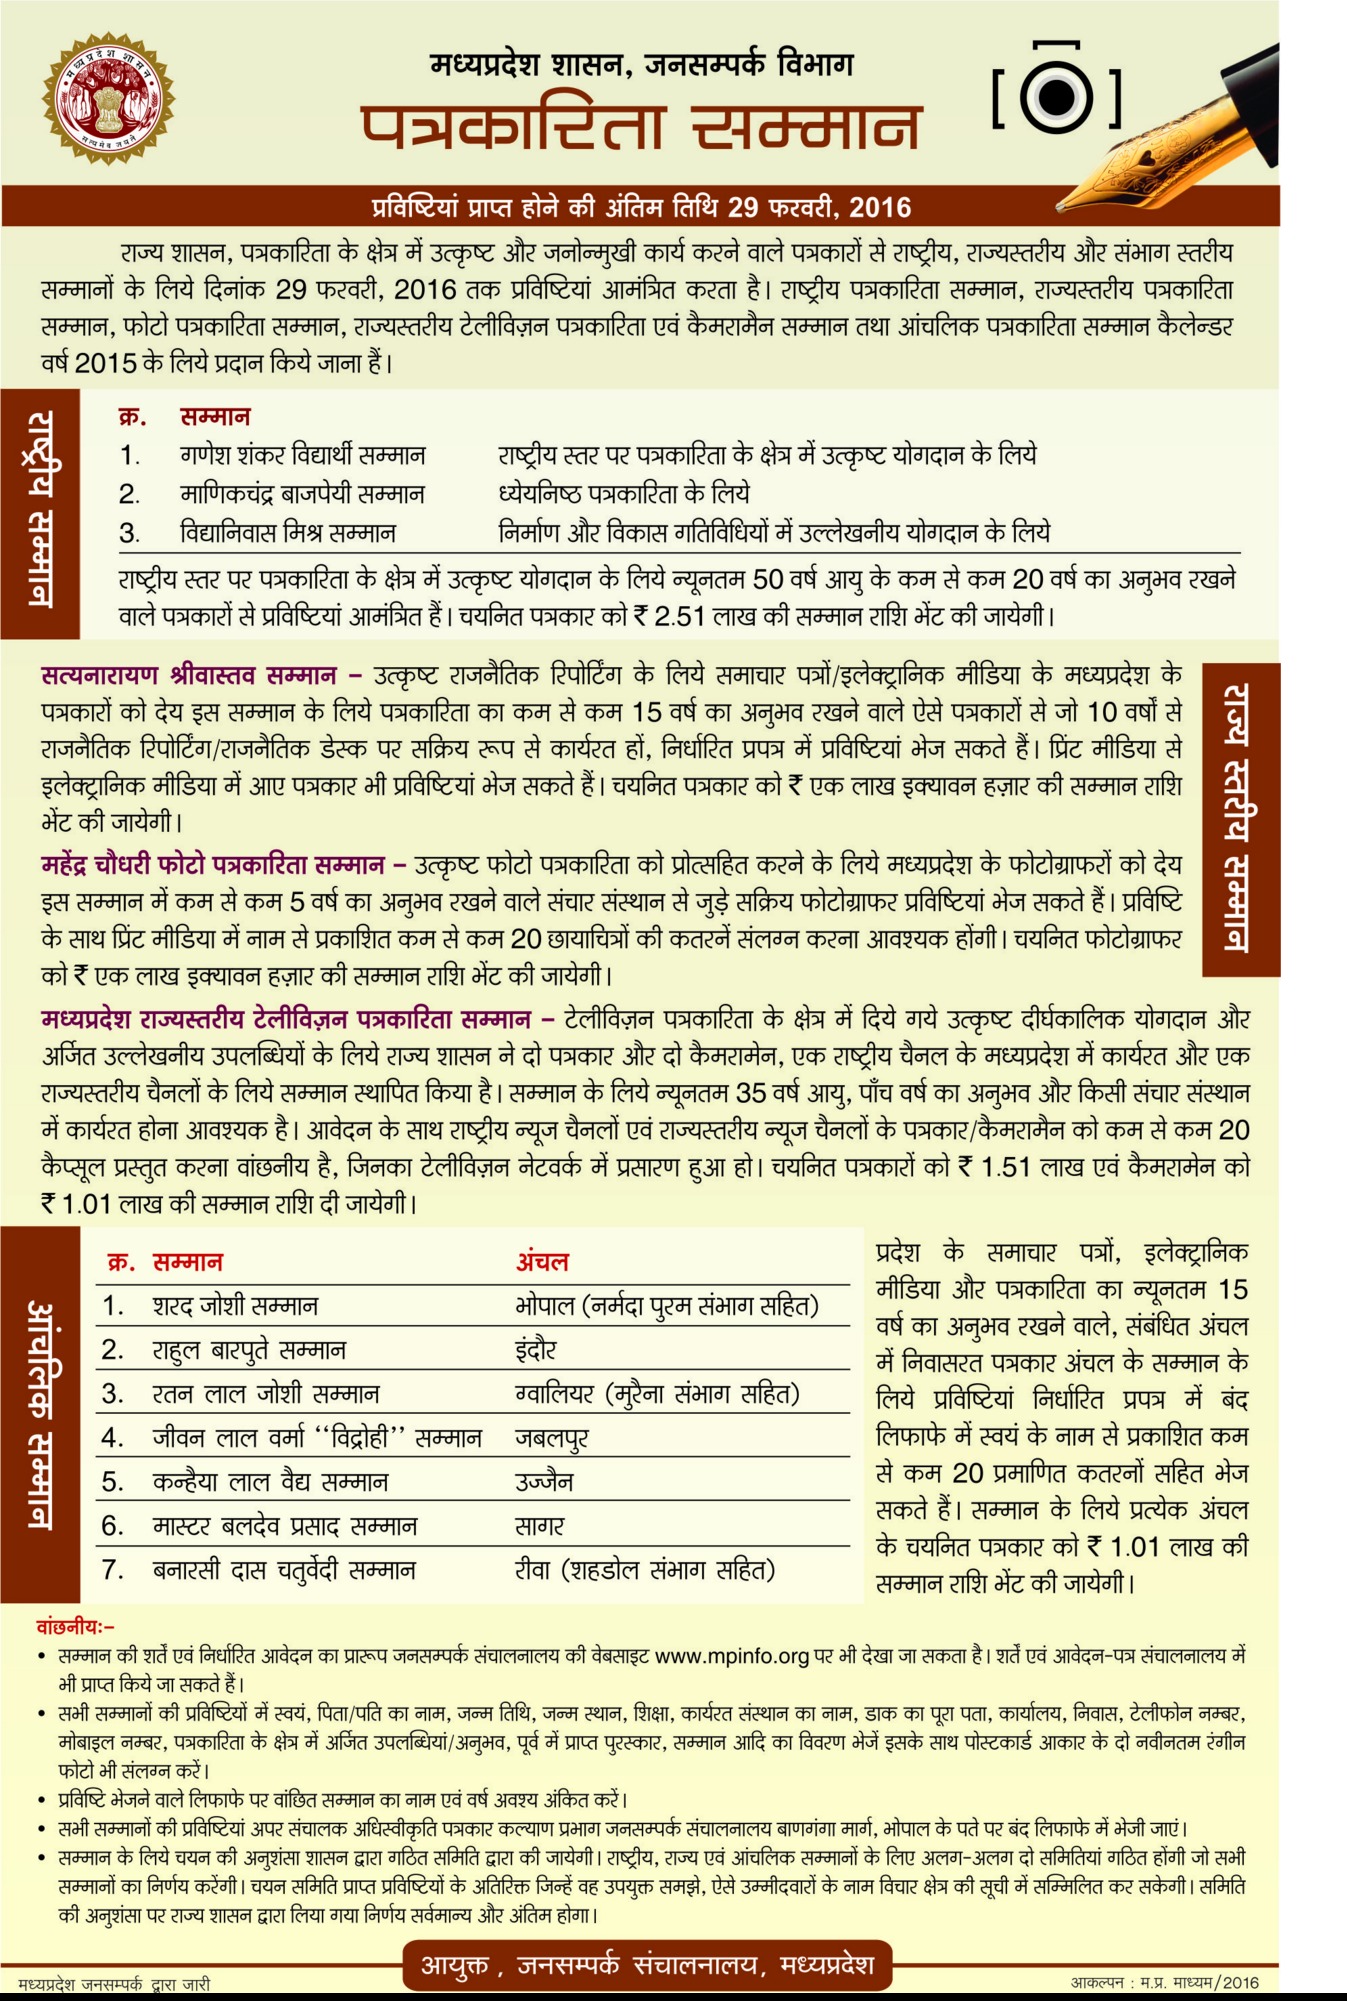 मध्यप्रदेश शासन
सत्यमेव जयते
मध्यप्रदेश शासन, जनसम्पर्क विभाग
पत्रकारिता सम्मान
प्रविष्टियां प्राप्त होने की अंतिम तिथि 29 फरवरी, 2016
राज्य शासन, पत्रकारिता के क्षेत्र में उत्कृष्ट और जनोन्मुखी कार्य करने वाले पत्रकारों से राष्ट्रीय, राज्यस्तरीय और संभाग स्तरीय
सम्मानों के लिये दिनांक 29 फरवरी, 2016 तक प्रविष्टियां आमंत्रित करता है। राष्ट्रीय पत्रकारिता सम्मान, राज्यस्तरीय पत्रकारिता
सम्मान, फोटो पत्रकारिता सम्मान, राज्यस्तरीय टेलीविज़न पत्रकारिता एवं कैमरामैन सम्मान तथा आंचलिक पत्रकारिता सम्मान कैलेन्डर
वर्ष 2015 के लिये प्रदान किये जाना हैं।
राष्ट्रीय सम्मान
क्र. सम्मान
1. गणेश शंकर विद्यार्थी सम्मान राष्ट्रीय स्तर पर पत्रकारिता के क्षेत्र में उत्कृष्ट योगदान के लिये
2. माणिकचंद्र बाजपेयी सम्मान ध्येयनिष्ठ पत्रकारिता के लिये
3. विद्यानिवास मिश्र सम्मान निर्माण और विकास गतिविधियों में उल्लेखनीय योगदान के लिये
राष्ट्रीय स्तर पर पत्रकारिता के क्षेत्र में उत्कृष्ट योगदान के लिये न्यूनतम 50 वर्ष आयु के कम से कम 20 वर्ष का अनुभव रखने
वाले पत्रकारों से प्रविष्टियां आमंत्रित हैं। चयनित पत्रकार को ₹ 2.51 लाख की सम्मान राशि भेंट की जायेगी।
राज्य स्तरीय सम्मान
सत्यनारायण श्रीवास्तव सम्मान – उत्कृष्ट राजनैतिक रिपोर्टिंग के लिये समाचार पत्रों/इलेक्ट्रानिक मीडिया के मध्यप्रदेश के
पत्रकारों को देय इस सम्मान के लिये पत्रकारिता का कम से कम 15 वर्ष का अनुभव रखने वाले ऐसे पत्रकारों से जो 10 वर्षों से
राजनैतिक रिपोर्टिंग/राजनैतिक डेस्क पर सक्रिय रूप से कार्यरत हों, निर्धारित प्रपत्र में प्रविष्टियां भेज सकते हैं। प्रिंट मीडिया से
इलेक्ट्रानिक मीडिया में आए पत्रकार भी प्रविष्टियां भेज सकते हैं। चयनित पत्रकार को ₹ एक लाख इक्यावन हज़ार की सम्मान राशि
भेंट की जायेगी।
महेंद्र चौधरी फोटो पत्रकारिता सम्मान – उत्कृष्ट फोटो पत्रकारिता को प्रोत्सहित करने के लिये मध्यप्रदेश के फोटोग्राफरों को देय
इस सम्मान में कम से कम 5 वर्ष का अनुभव रखने वाले संचार संस्थान से जुड़े सक्रिय फोटोग्राफर प्रविष्टियां भेज सकते हैं। प्रविष्टि
के साथ प्रिंट मीडिया में नाम से प्रकाशित कम से कम 20 छायाचित्रों की कतरनें संलग्न करना आवश्यक होंगी। चयनित फोटोग्राफर
को ₹ एक लाख इक्यावन हज़ार की सम्मान राशि भेंट की जायेगी।
मध्यप्रदेश राज्यस्तरीय टेलीविज़न पत्रकारिता सम्मान – टेलीविज़न पत्रकारिता के क्षेत्र में दिये गये उत्कृष्ट दीर्घकालिक योगदान और
अर्जित उल्लेखनीय उपलब्धियों के लिये राज्य शासन ने दो पत्रकार और दो कैमरामेन, एक राष्ट्रीय चैनल के मध्यप्रदेश में कार्यरत और एक
राज्यस्तरीय चैनलों के लिये सम्मान स्थापित किया है। सम्मान के लिये न्यूनतम 35 वर्ष आयु, पाँच वर्ष का अनुभव और किसी संचार संस्थान
में कार्यरत होना आवश्यक है। आवेदन के साथ राष्ट्रीय न्यूज चैनलों एवं राज्यस्तरीय न्यूज चैनलों के पत्रकार/कैमरामैन को कम से कम 20
कैप्सूल प्रस्तुत करना वांछनीय है, जिनका टेलीविज़न नेटवर्क में प्रसारण हुआ हो। चयनित पत्रकारों को ₹ 1.51 लाख एवं कैमरामेन को
₹ 1.01 लाख की सम्मान राशि दी जायेगी।
आंचलिक सम्मान
क्र. सम्मान अंचल
1. शरद जोशी सम्मान भोपाल (नर्मदा पुरम संभाग सहित)
2. राहुल बारपुते सम्मान इंदौर
3. रतन लाल जोशी सम्मान ग्वालियर (मुरैना संभाग सहित)
4. जीवन लाल वर्मा ‘‘विद्रोही’’ सम्मान जबलपुर
5. कन्हैया लाल वैद्य सम्मान उज्जैन
6. मास्टर बलदेव प्रसाद सम्मान सागर
7. बनारसी दास चतुर्वेदी सम्मान रीवा (शहडोल संभाग सहित)
प्रदेश के समाचार पत्रों, इलेक्ट्रानिक
मीडिया और पत्रकारिता का न्यूनतम 15
वर्ष का अनुभव रखने वाले, संबंधित अंचल
में निवासरत पत्रकार अंचल के सम्मान के
लिये प्रविष्टियां निर्धारित प्रपत्र में बंद
लिफाफे में स्वयं के नाम से प्रकाशित कम
से कम 20 प्रमाणित कतरनों सहित भेज
सकते हैं। सम्मान के लिये प्रत्येक अंचल
के चयनित पत्रकार को ₹ 1.01 लाख की
सम्मान राशि भेंट की जायेगी।
वांछनीयः–
• सम्मान की शर्ते एवं निर्धारित आवेदन का प्रारूप जनसम्पर्क संचालनालय की वेबसाइट www.mpinfo.org पर भी देखा जा सकता है। शर्तें एवं आवेदन-पत्र संचालनालय में
भी प्राप्त किये जा सकते हैं।
• सभी सम्मानों की प्रविष्टियों में स्वयं, पिता/पति का नाम, जन्म तिथि, जन्म स्थान, शिक्षा, कार्यरत संस्थान का नाम, डाक का पूरा पता, कार्यालय, निवास, टेलीफोन नम्बर,
मोबाइल नम्बर, पत्रकारिता के क्षेत्र में अर्जित उपलब्धियां/अनुभव, पूर्व में प्राप्त पुरस्कार, सम्मान आदि का विवरण भेजें इसके साथ पोस्टकार्ड आकार के दो नवीनतम रंगीन
फोटो भी संलग्न करें।
• प्रविष्टि भेजने वाले लिफाफे पर वांछित सम्मान का नाम एवं वर्ष अवश्य अंकित करें।
• सभी सम्मानों की प्रविष्टियां अपर संचालक अधिस्वीकृति पत्रकार कल्याण प्रभाग जनसम्पर्क संचालनालय बाणगंगा मार्ग, भोपाल के पते पर बंद लिफाफे में भेजी जाएं।
• सम्मान के लिये चयन की अनुशंसा शासन द्वारा गठित समिति द्वारा की जायेगी। राष्ट्रीय, राज्य एवं आंचलिक सम्मानों के लिए अलग-अलग दो समितियां गठित होंगी जो सभी
सम्मानों का निर्णय करेंगी। चयन समिति प्राप्त प्रविष्टियों के अतिरिक्त जिन्हें वह उपयुक्त समझे, ऐसे उम्मीदवारों के नाम विचार क्षेत्र की सूची में सम्मिलित कर सकेगी। समिति
की अनुशंसा पर राज्य शासन द्वारा लिया गया निर्णय सर्वमान्य और अंतिम होगा।
आयुक्त , जनसम्पर्क संचालनालय, मध्यप्रदेश
मध्यप्रदेश जनसम्पर्क द्वारा जारी
आकल्पन : म.प्र. माध्यम/2016